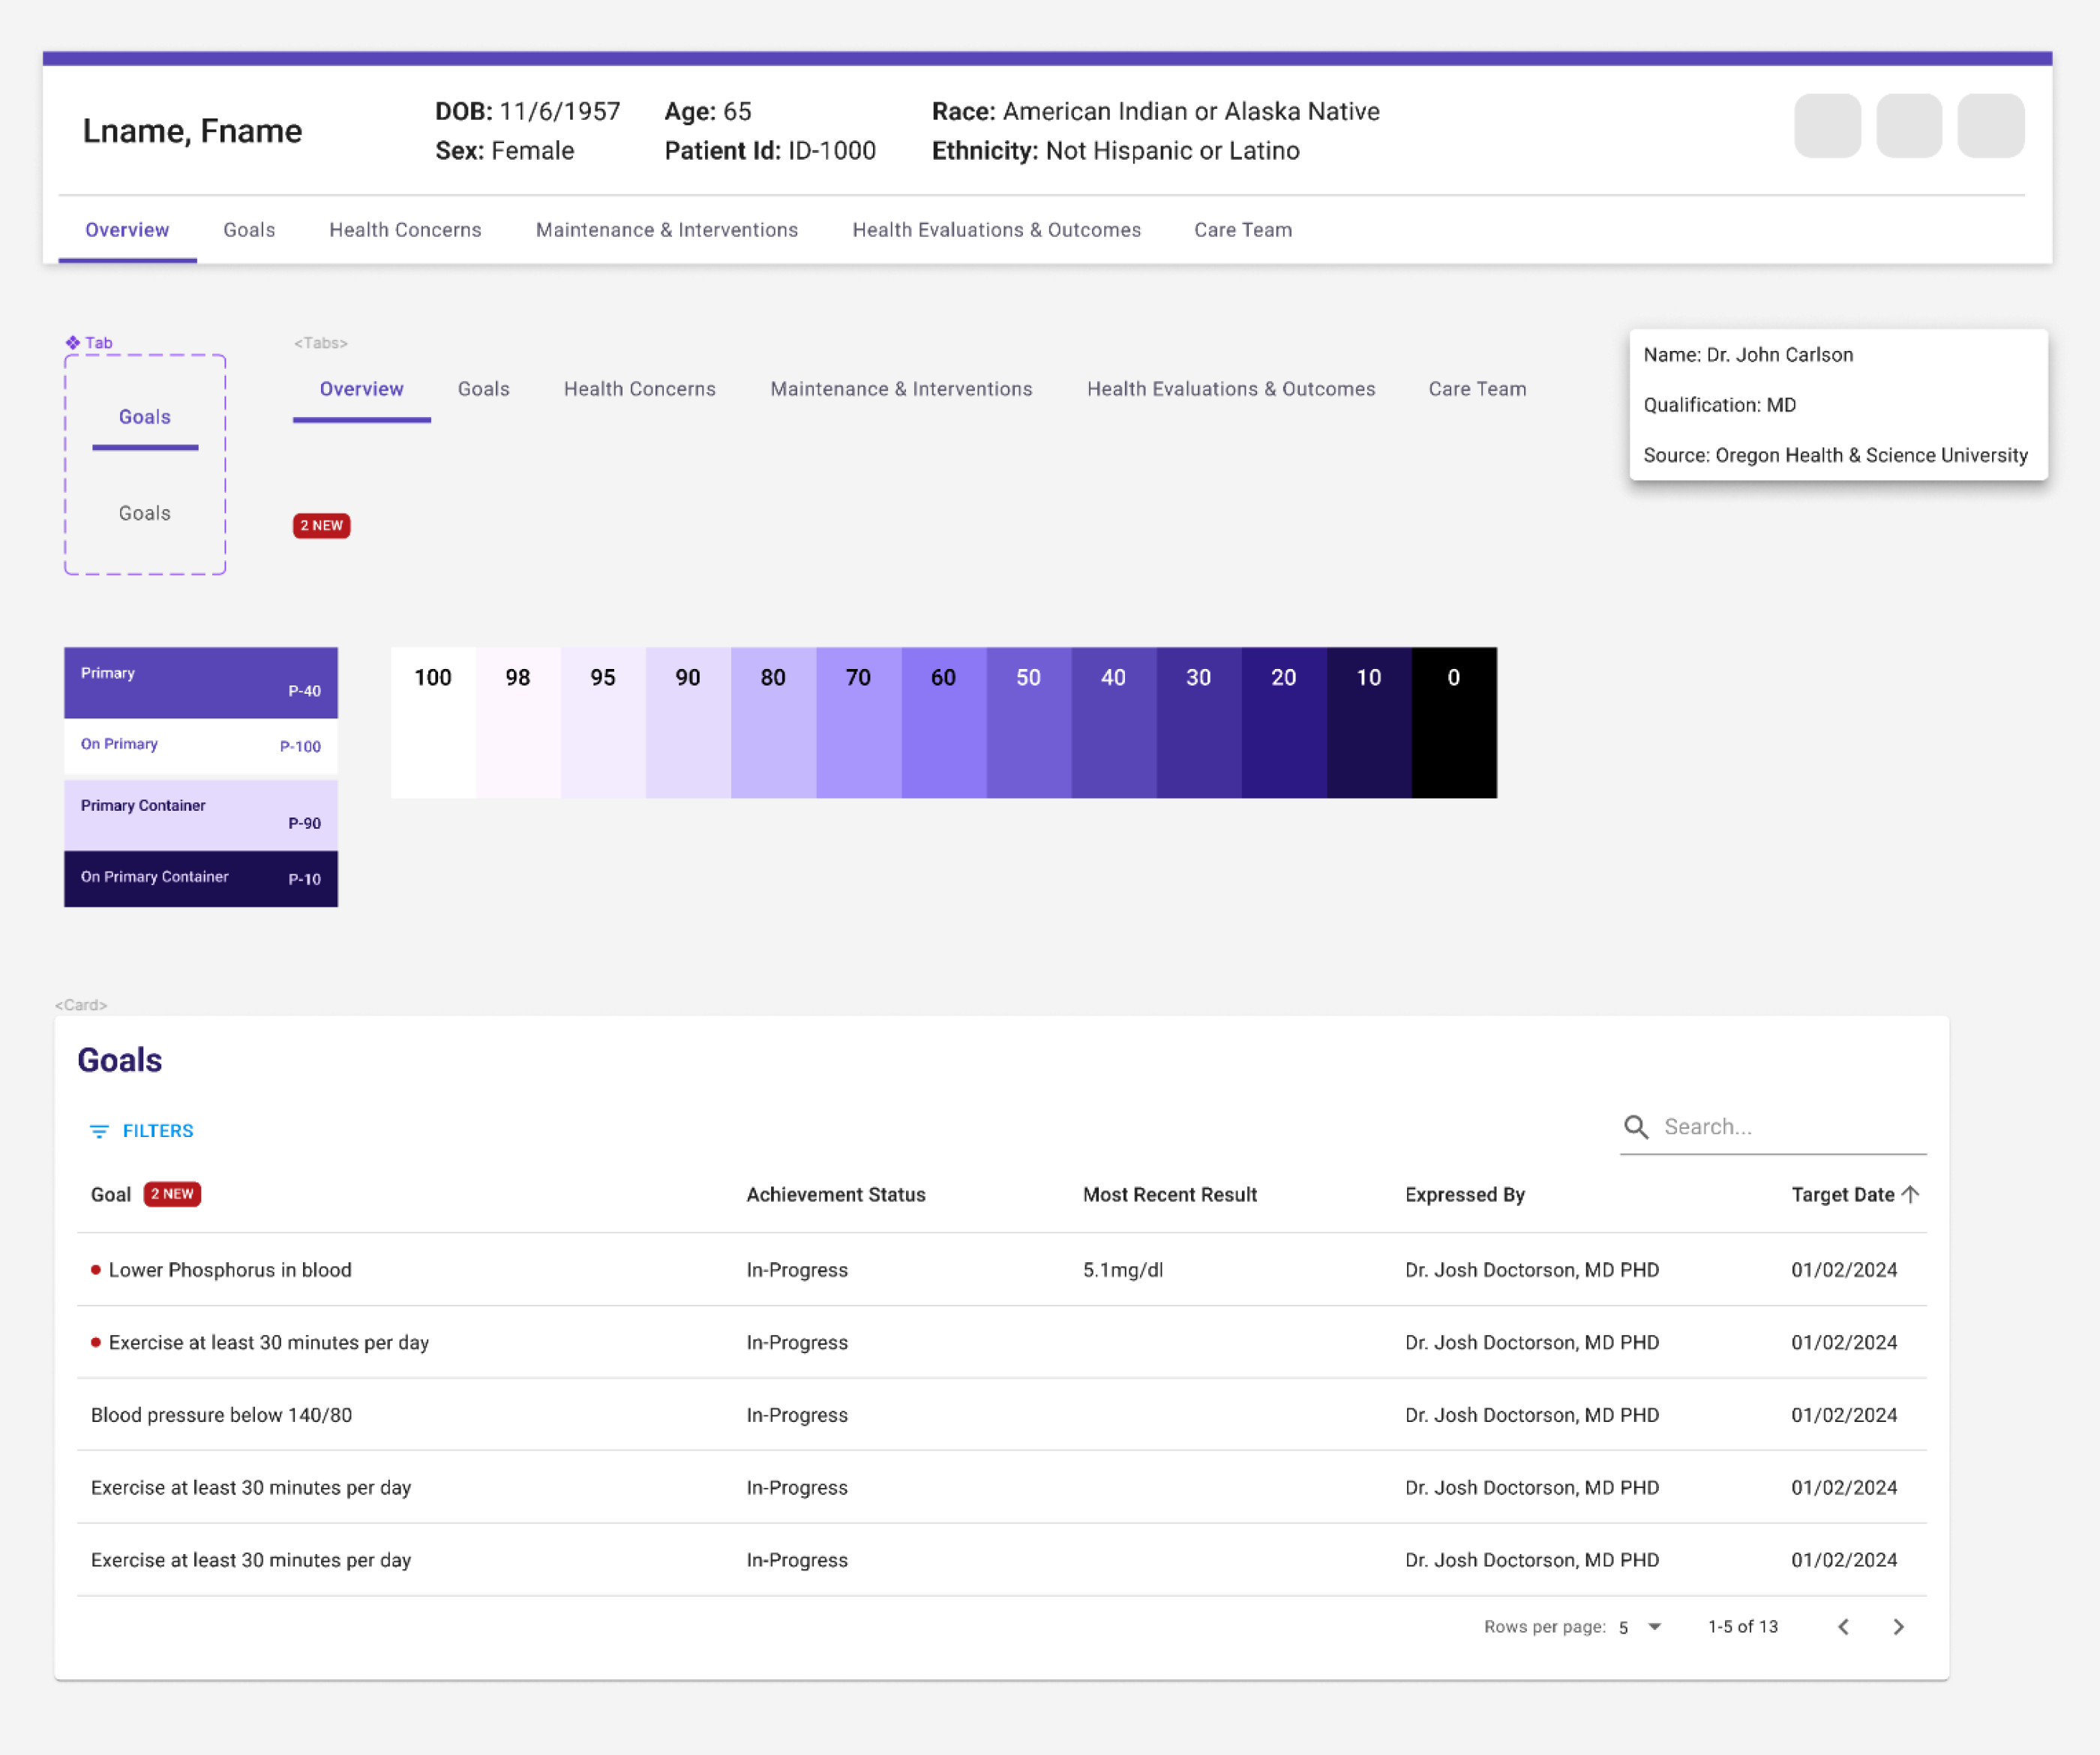 Lname, Fname
DOB: 11/6/1957 Age: 65 Race: American Indian or Alaska Native
Sex: Female Patient Id: ID-1000 Ethnicity: Not Hispanic or Latino
Overview Goals Health Concerns Maintenance & Interventions Health Evaluations & Outcomes Care Team
Tab
Goals
Goals
<Tabs>
Overview Goals Health Concerns Maintenance & Interventions Health Evaluations & Outcomes Care Team
2 NEW
Name: Dr. John Carlson
Qualification: MD
Source: Oregon Health & Science University
Primary
P-40
On Primary P-100
Primary Container
P-90
On Primary Container P-10
100 98 95 90 80 70 60 50 40 30 20 10 0
<Card>
Goals
FILTERS
Search...
Goal 2 NEW Achievement Status Most Recent Result Expressed By Target Date
Lower Phosphorus in blood In-Progress 5.1mg/dl Dr. Josh Doctorson, MD PHD 01/02/2024
Exercise at least 30 minutes per day In-Progress Dr. Josh Doctorson, MD PHD 01/02/2024
Blood pressure below 140/80 In-Progress Dr. Josh Doctorson, MD PHD 01/02/2024
Exercise at least 30 minutes per day In-Progress Dr. Josh Doctorson, MD PHD 01/02/2024
Exercise at least 30 minutes per day In-Progress Dr. Josh Doctorson, MD PHD 01/02/2024
Rows per page: 5 1-5 of 13